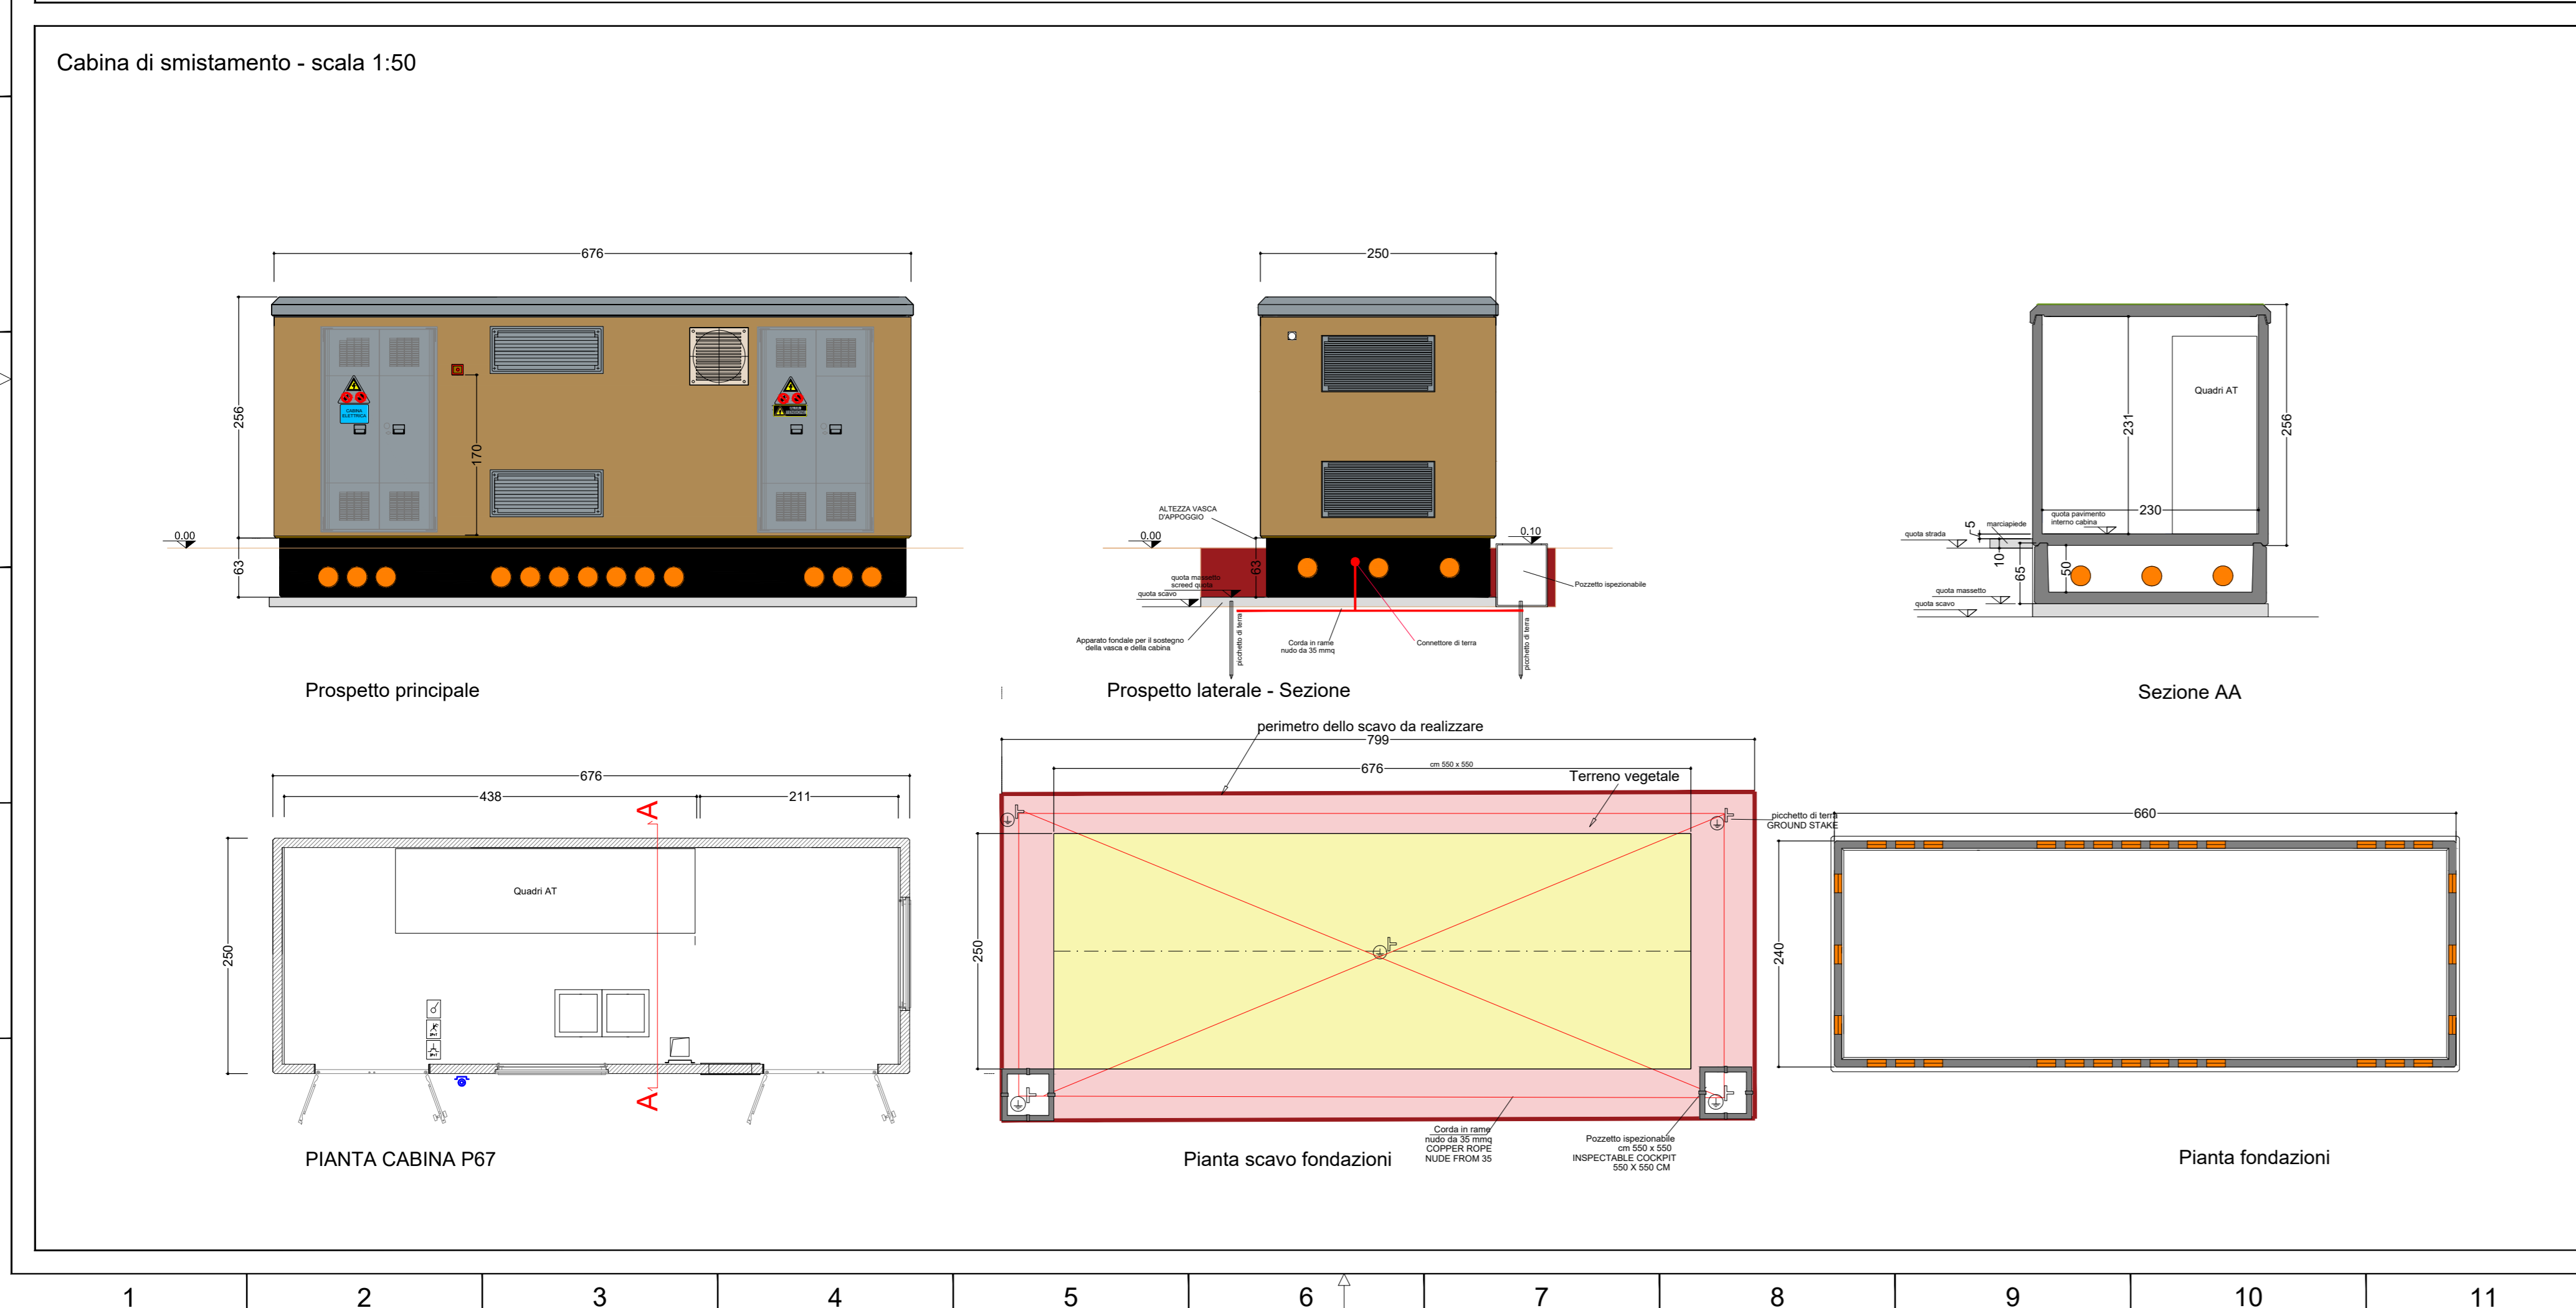 Cabina di smistamento - scala 1:50
676
256
170
0.00
63
CABINA
ELETTRICA
Prospetto principale
250
ALTEZZA VASCA
D'APPOGGIO
0.00
0.10
63
quota massetto
screed quota
quota scavo
Pozzetto ispezionabile
Apparato fondale per il sostegno
della vasca e della cabina
picchetto di terra
Corda in rame
nudo da 35 mmq
Connettore di terra
picchetto di terra
Prospetto laterale - Sezione
Quadri AT
231
256
230
quota pavimento
interno cabina
5
marciapiede
quota strada
10
65
50
quota massetto
quota scavo
Sezione AA
676
438
211
A
Quadri AT
250
A
PIANTA CABINA P67
perimetro dello scavo da realizzare
799
676
cm 550 x 550
Terreno vegetale
picchetto di terra
GROUND STAKE
250
Corda in rame
nudo da 35 mmq
COPPER ROPE
NUDE FROM 35
Pozzetto ispezionabile
cm 550 x 550
INSPECTABLE COCKPIT
550 X 550 CM
Pianta scavo fondazioni
660
240
Pianta fondazioni
1 2 3 4 5 6 7 8 9 10 11